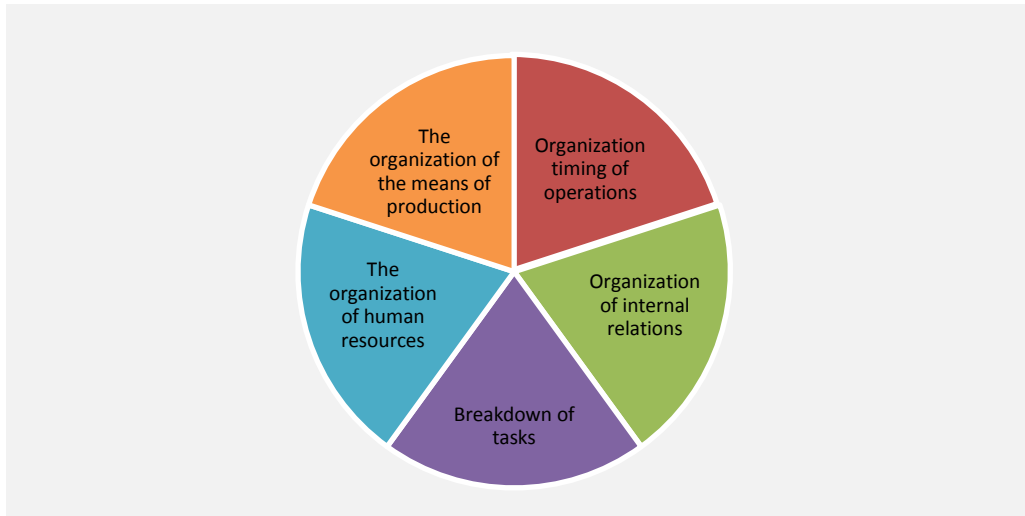 The
organization of
the means of
production
Organization
timing of
operations
The
organization
of human
resources
Organization
of internal
relations
Breakdown of
tasks